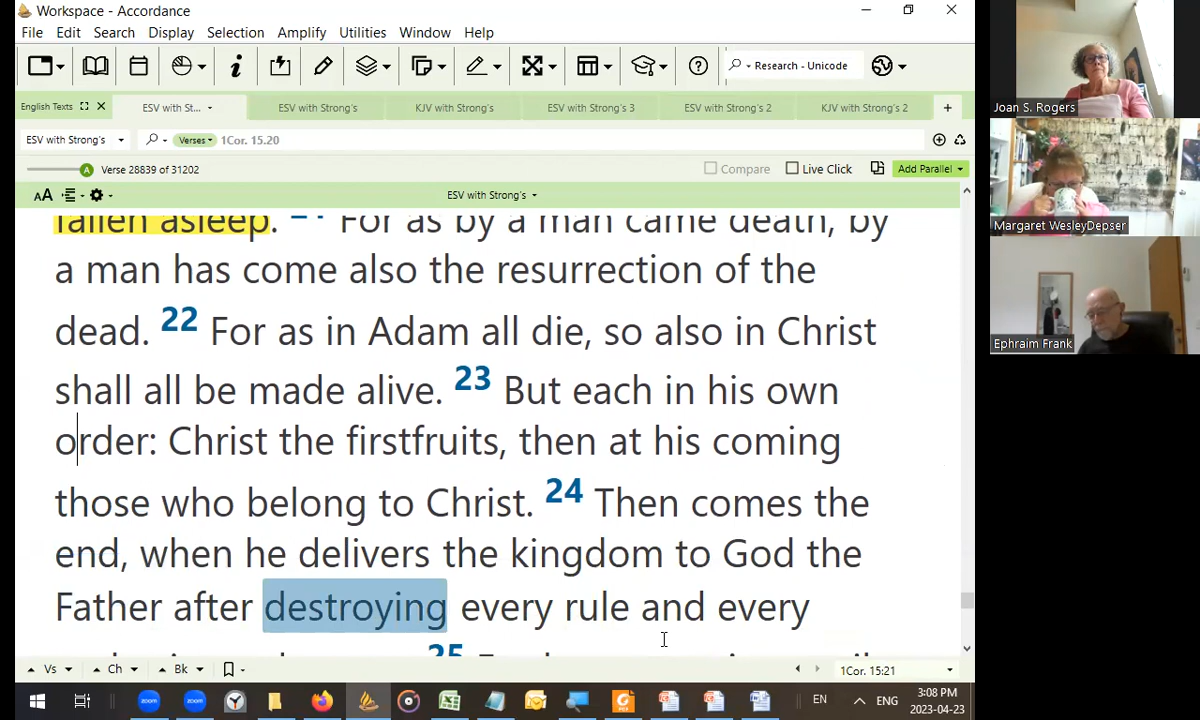 Workspace - Accordance
File Edit Search Display Selection Amplify Utilities Window Help
Research - Unicode
English Texts ESV with St... ESV with Strong's KJV with Strong's ESV with Strong's 3 ESV with Strong's 2 KJV with Strong's 2
ESV with Strong's Verses 1Cor. 15.20
A Verse 28839 of 31202 Compare Live Click Add Parallel
AA ESV with Strong's
fallen asleep. For as by a man came death, by
a man has come also the resurrection of the
dead. 22 For as in Adam all die, so also in Christ
shall all be made alive. 23 But each in his own
order: Christ the firstfruits, then at his coming
those who belong to Christ. 24 Then comes the
end, when he delivers the kingdom to God the
Father after destroying every rule and every
25
Vs Ch Bk 1Cor. 15:21
zoom zoom EN ENG 3:08 PM
2023-04-23
Joan S. Rogers
Margaret WesleyDepser
Ephraim Frank